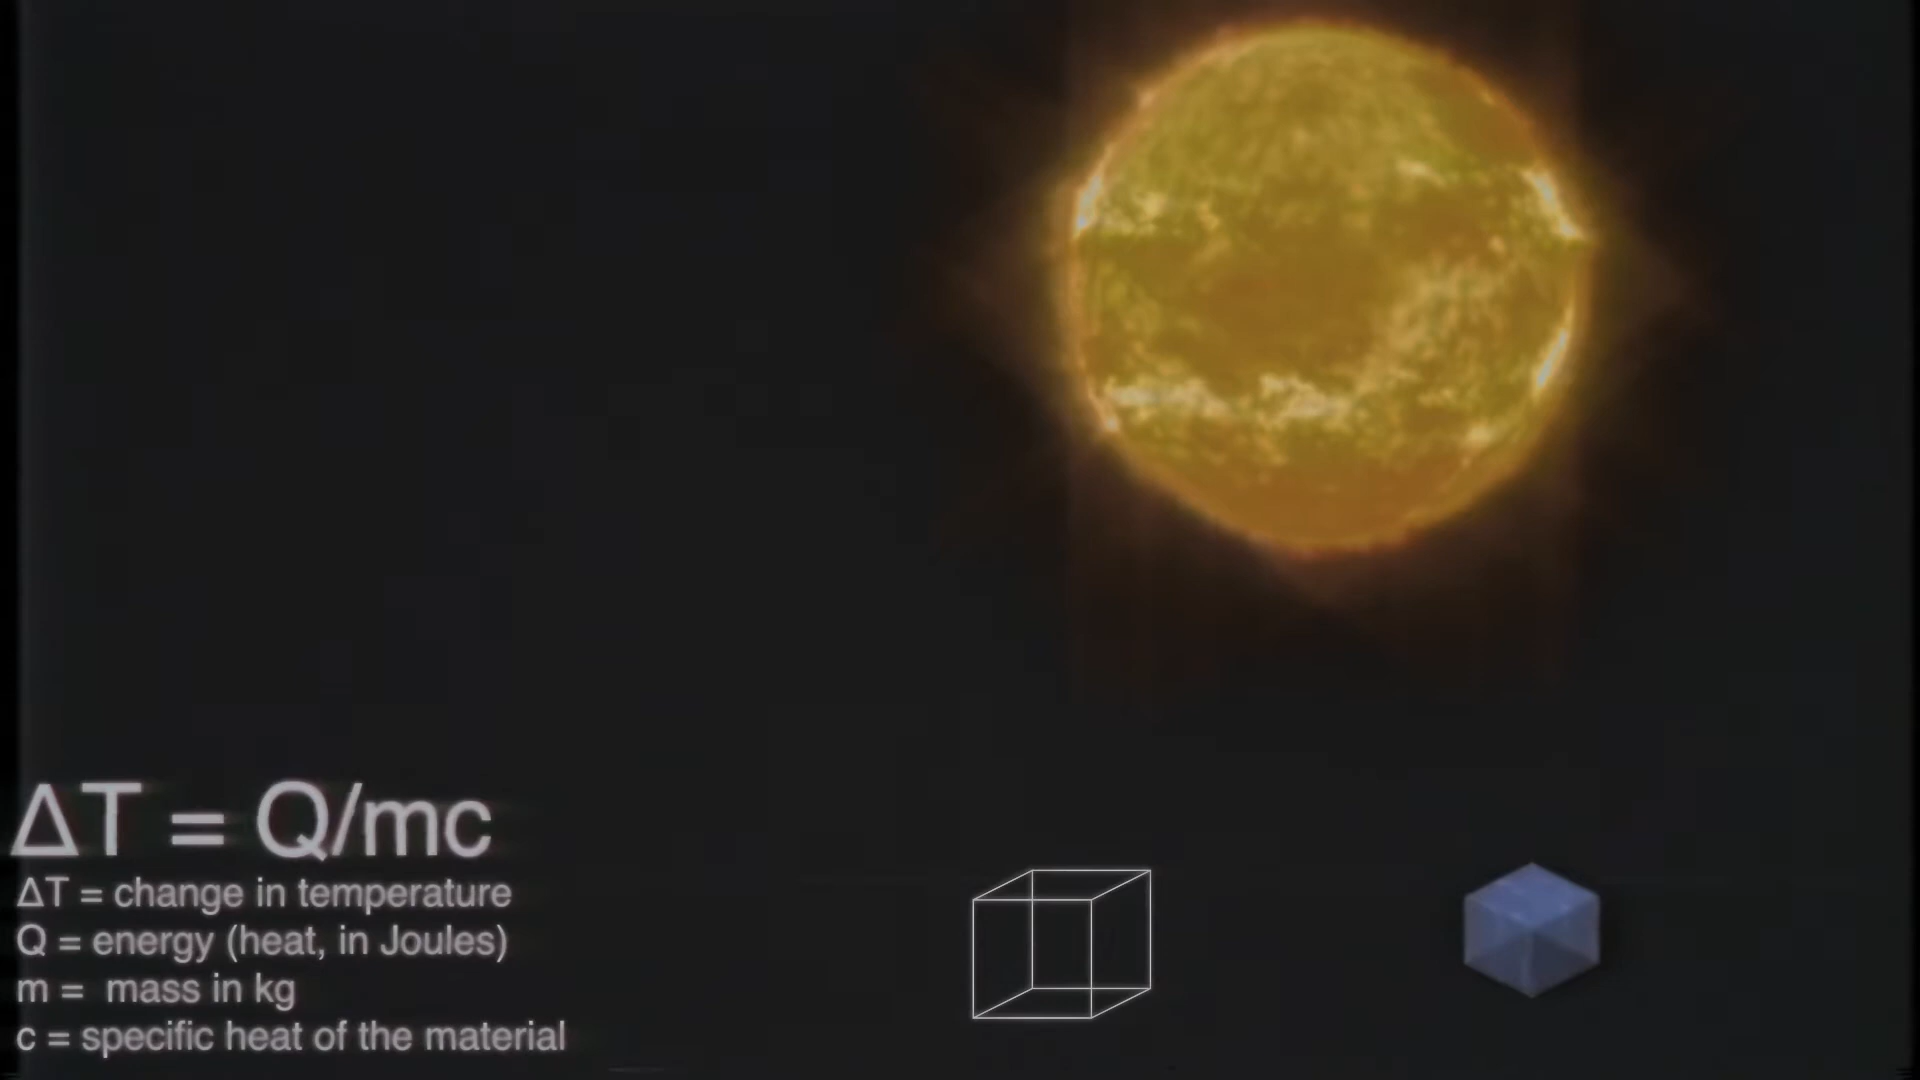 ΔT = Q/mc
ΔT = change in temperature
Q = energy (heat, in Joules)
m = mass in kg
c = specific heat of the material